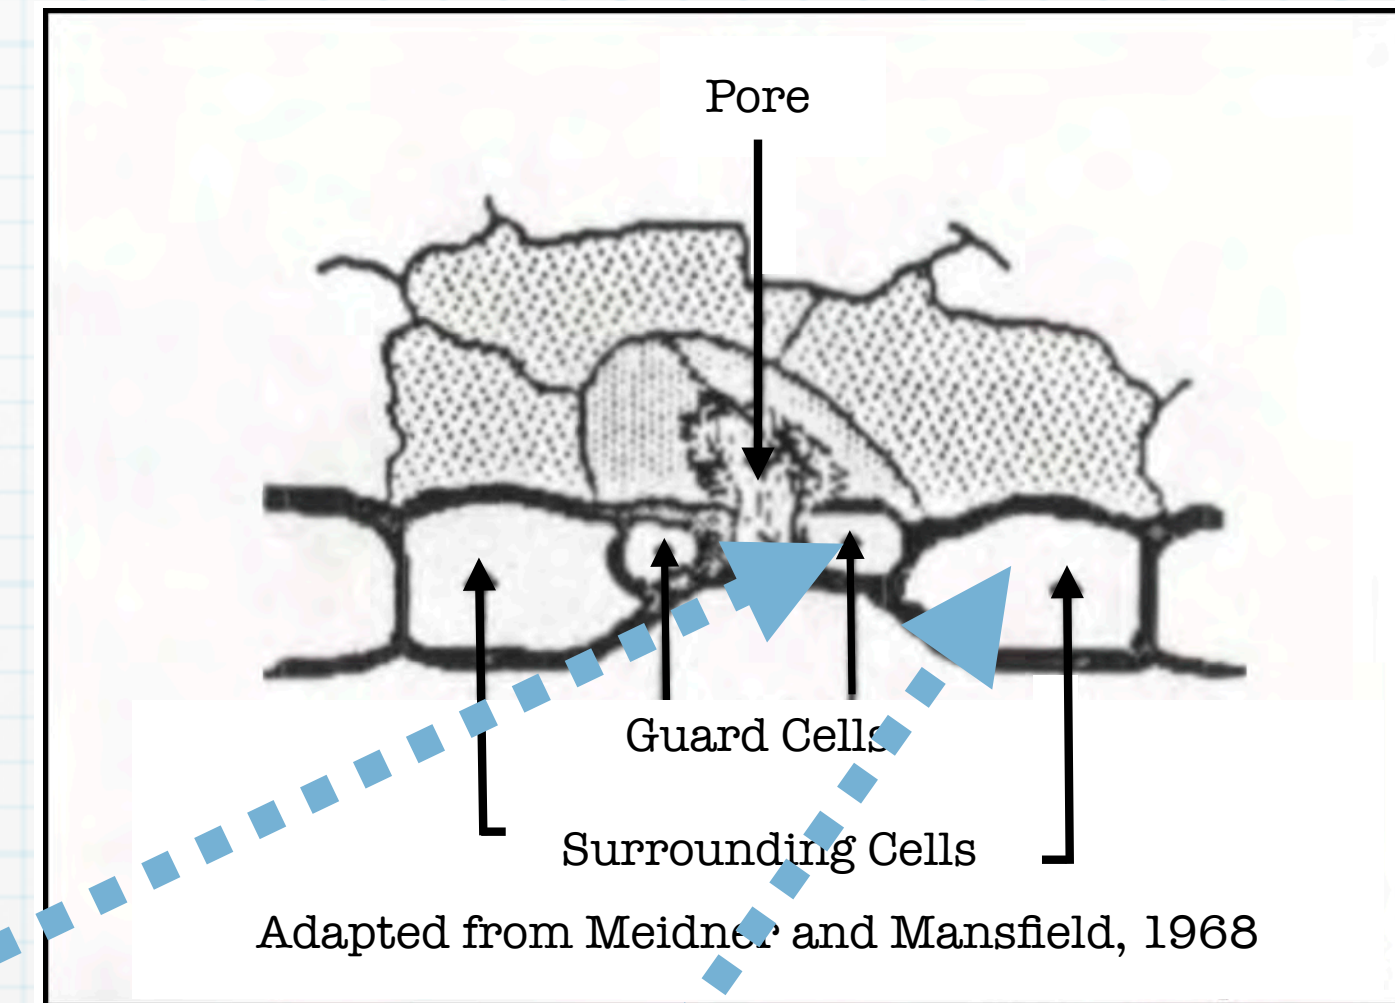 Pore
Guard Cells
Surrounding Cells
Adapted from Meidner and Mansfield, 1968